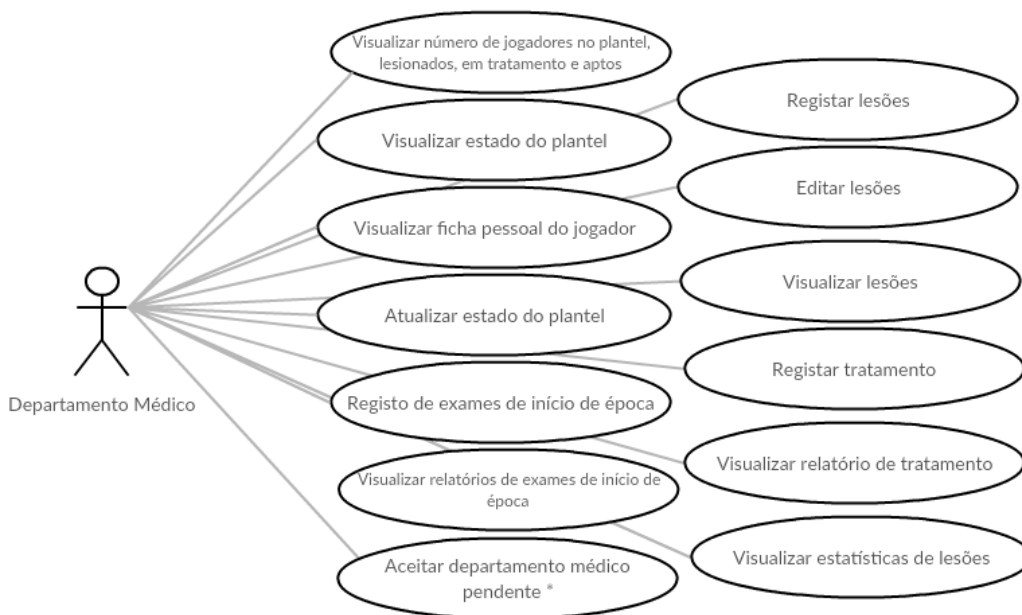 Visualizar número de jogadores no plantel,
lesionados, em tratamento e aptos
Visualizar estado do plantel
Visualizar ficha pessoal do jogador
Atualizar estado do plantel
Registo de exames de início de época
Visualizar relatórios de exames de início de
época
Aceitar departamento médico
pendente *
Registar lesões
Editar lesões
Visualizar lesões
Registar tratamento
Visualizar relatório de tratamento
Visualizar estatísticas de lesões
Departamento Médico